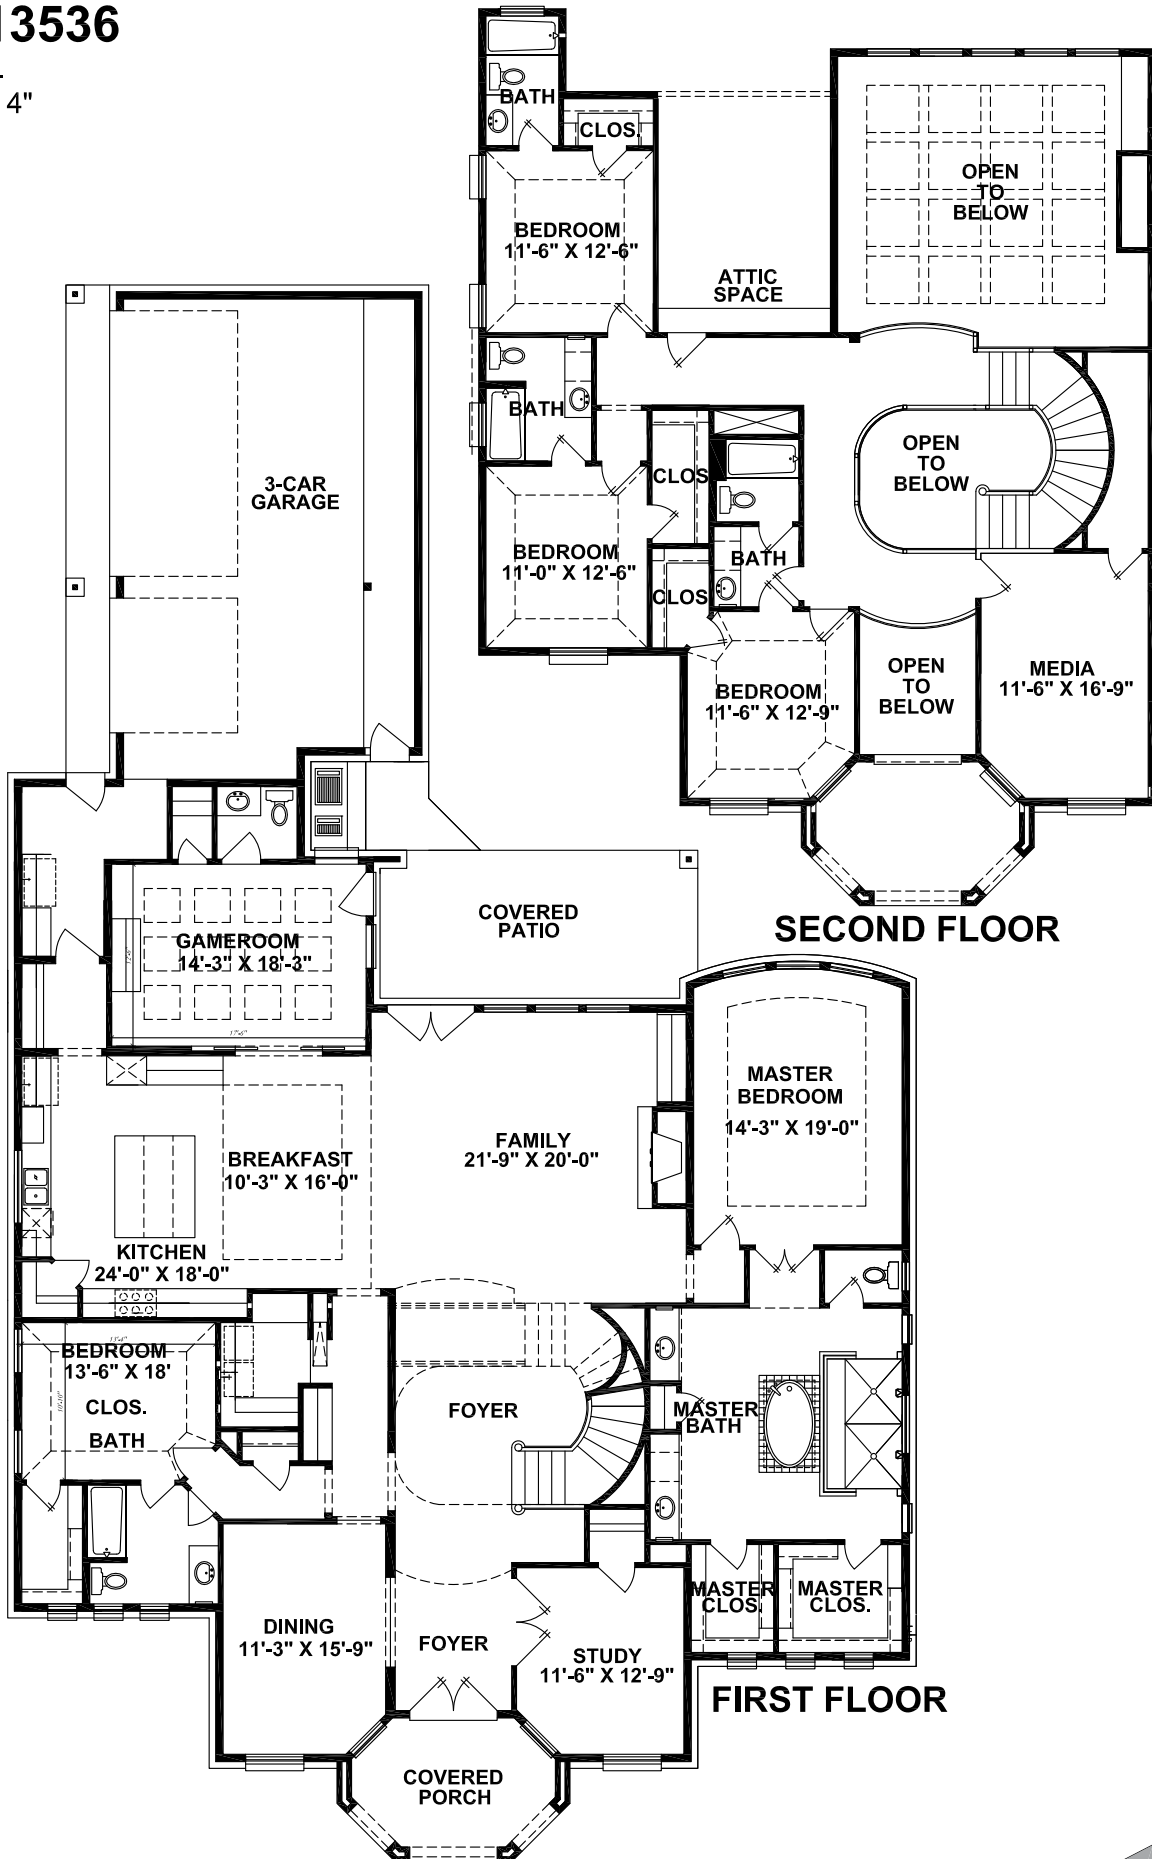 13536
4"
BATH
CLOS.
BEDROOM
11'-6" X 12'-6"
ATTIC
SPACE
OPEN
TO
BELOW
BATH
CLOS
BEDROOM
11'-0" X 12'-6"
CLOS
BATH
OPEN
TO
BELOW
BEDROOM
11'-6" X 12'-9"
OPEN
TO
BELOW
MEDIA
11'-6" X 16'-9"
SECOND FLOOR
3-CAR
GARAGE
COVERED
PATIO
GAMEROOM
14'-3" X 18'-3"
12'-6"
17'-6"
MASTER
BEDROOM
14'-3" X 19'-0"
FAMILY
21'-9" X 20'-0"
BREAKFAST
10'-3" X 16'-0"
KITCHEN
24'-0" X 18'-0"
BEDROOM
13'-6" X 18'
CLOS.
BATH
FOYER
MASTER
BATH
MASTER
CLOS.
MASTER
CLOS.
DINING
11'-3" X 15'-9"
FOYER
STUDY
11'-6" X 12'-9"
FIRST FLOOR
COVERED
PORCH